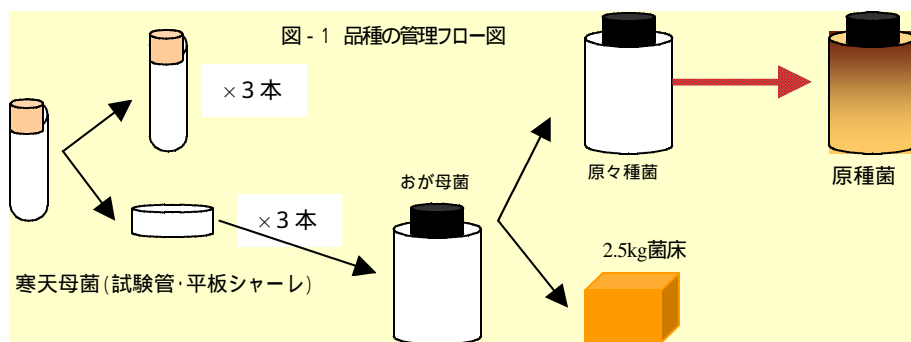 図 - 1 品種の管理フロー図
×３本
×３本
寒天母菌(試験管･平板シャーレ)
おが母菌
原々種菌
原種菌
2.5kg菌床